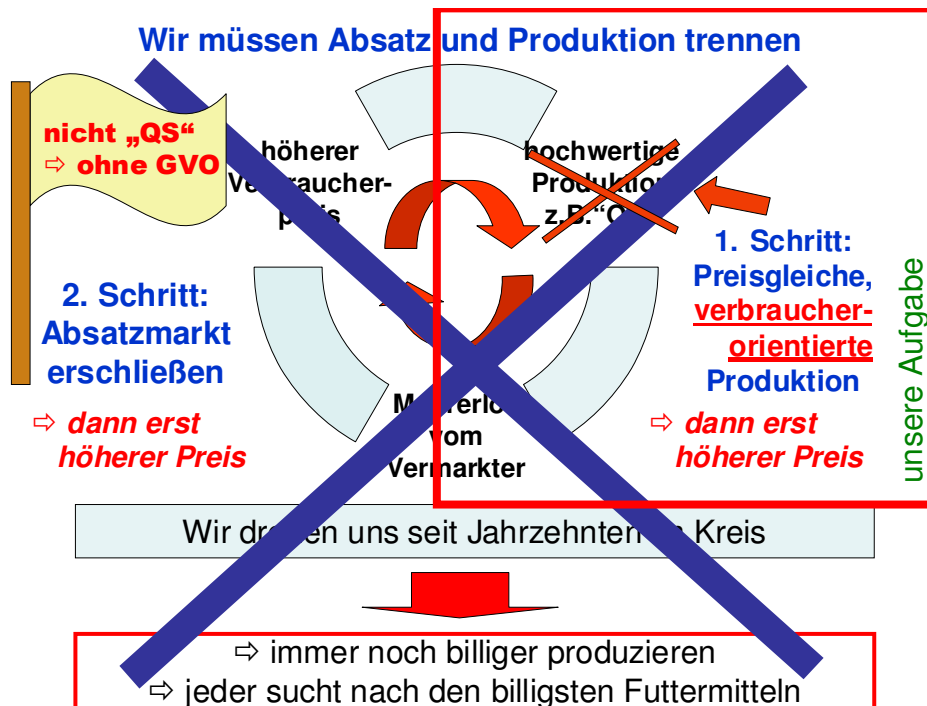 Wir müssen Absatz und Produktion trennen
nicht „QS“
⇨ ohne GVO
höherer
Verbraucher-
preis
hochwertige
Produktion
z.B.“
1. Schritt:
Preisgleiche,
verbraucher-
orientierte
Produktion
⇨ dann erst
höherer Preis
unsere Aufgabe
2. Schritt:
Absatzmarkt
erschließen
⇨ dann erst
höherer Preis
Mehrerlös
vom
Vermarkter
Wir drehen uns seit Jahrzehnten im Kreis
⇨ immer noch billiger produzieren
⇨ jeder sucht nach den billigsten Futtermitteln